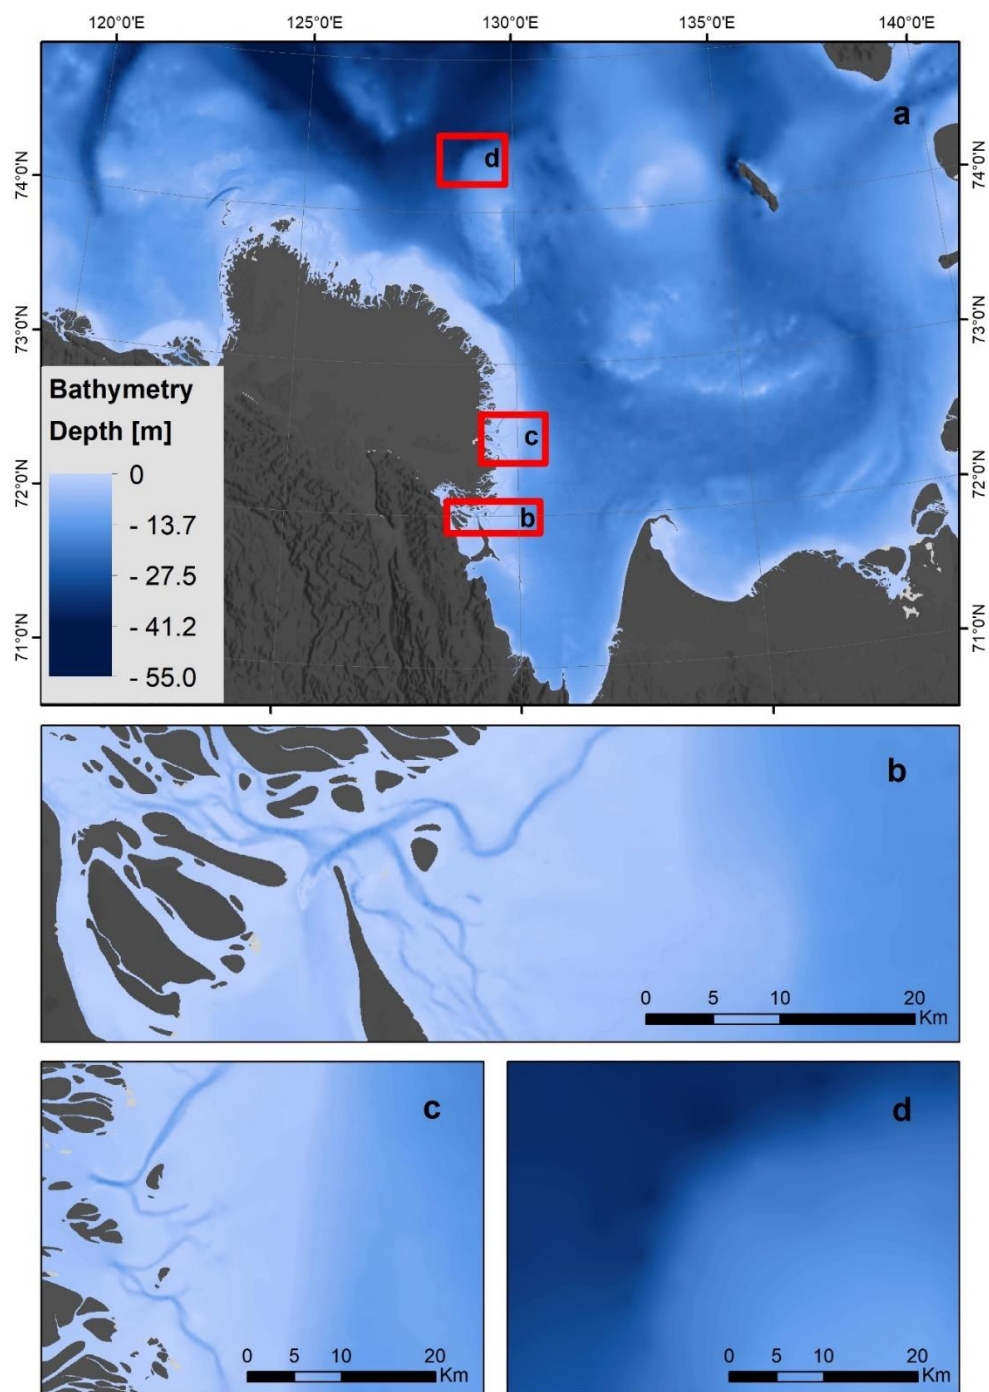 120°0'E 125°0'E 130°0'E 135°0'E 140°0'E
a
d
74°0'N 74°0'N
73°0'N 73°0'N
Bathymetry
Depth [m]
0
- 13.7
- 27.5
- 41.2
- 55.0
c
72°0'N 72°0'N
b
71°0'N 71°0'N
b
0 5 10 20
Km
c
0 5 10 20
Km
d
0 5 10 20
Km